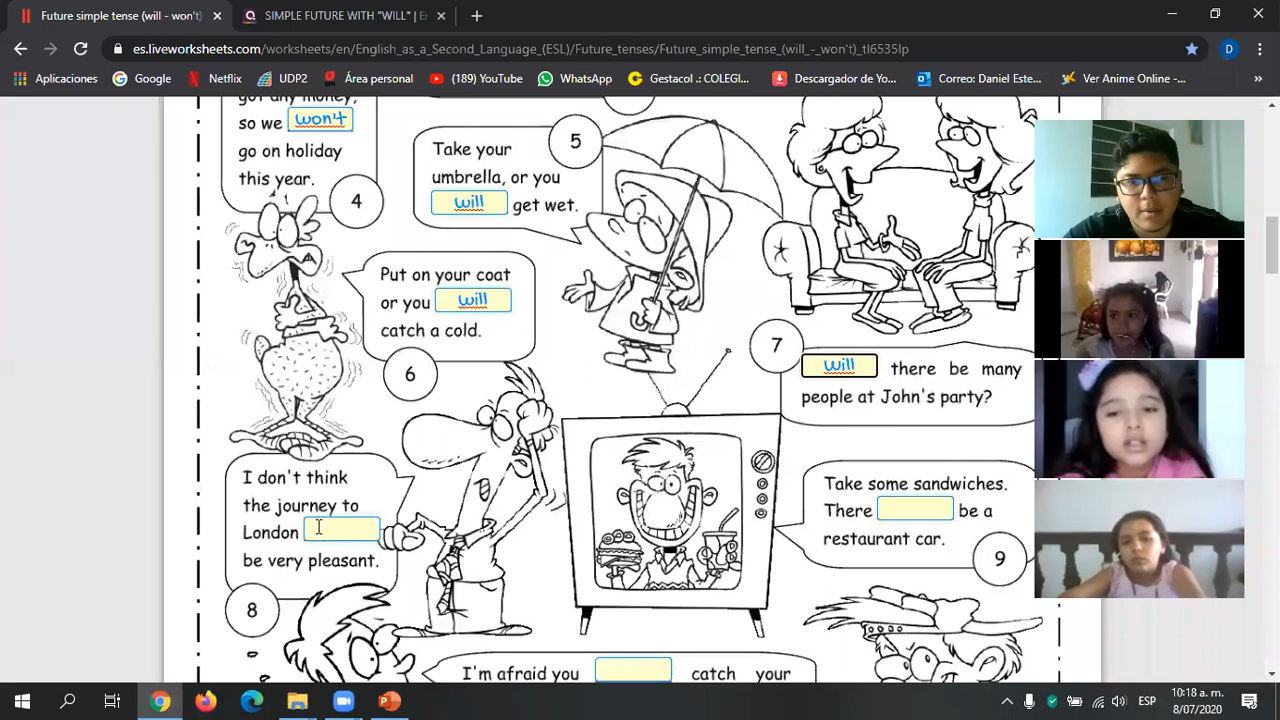 Future simple tense (will - won't)
SIMPLE FUTURE WITH "WILL" | E
es.liveworksheets.com/worksheets/en/English_as_a_Second_Language_(ESL)/Future_tenses/Future_simple_tense_(will_-_won't)_tl6535lp
D
Aplicaciones
Google
Netflix
UDP2
Área personal
(189) YouTube
WhatsApp
Gestacol .: COLEGI...
Descargador de Yo...
Correo: Daniel Este...
Ver Anime Online -...
»
got any money,
so we won't
go on holiday
this year.
4
Take your
umbrella, or you
will get wet.
5
Put on your coat
or you will
catch a cold.
6
7
will there be many
people at John's party?
I don't think
the journey to
London
be very pleasant.
8
Take some sandwiches.
There be a
restaurant car.
9
I'm afraid you catch your
ESP
10:18 a. m.
8/07/2020